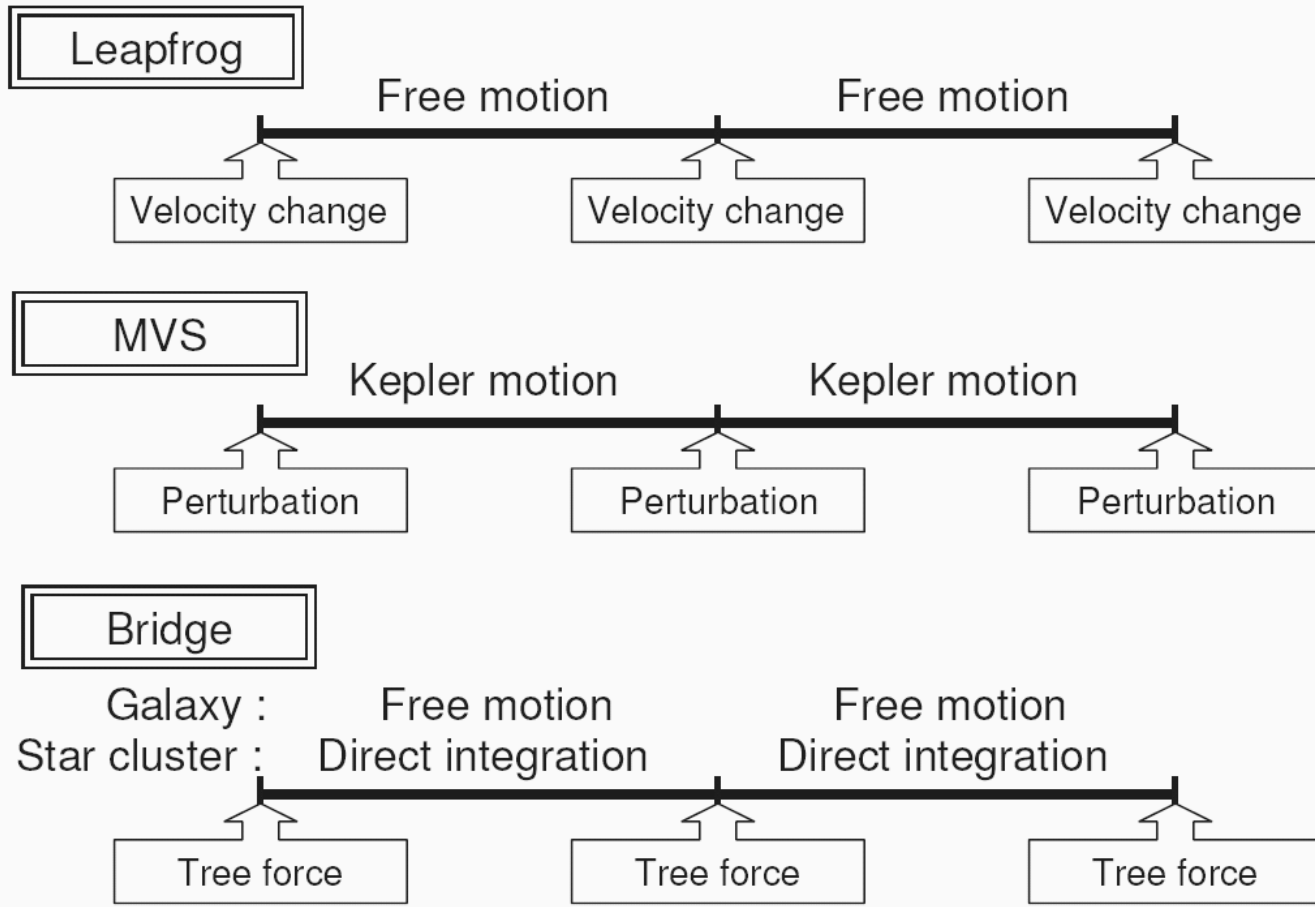 Leapfrog
Free motion Free motion
Velocity change Velocity change Velocity change
MVS
Kepler motion Kepler motion
Perturbation Perturbation Perturbation
Bridge
Galaxy : Free motion Free motion
Star cluster : Direct integration Direct integration
Tree force Tree force Tree force